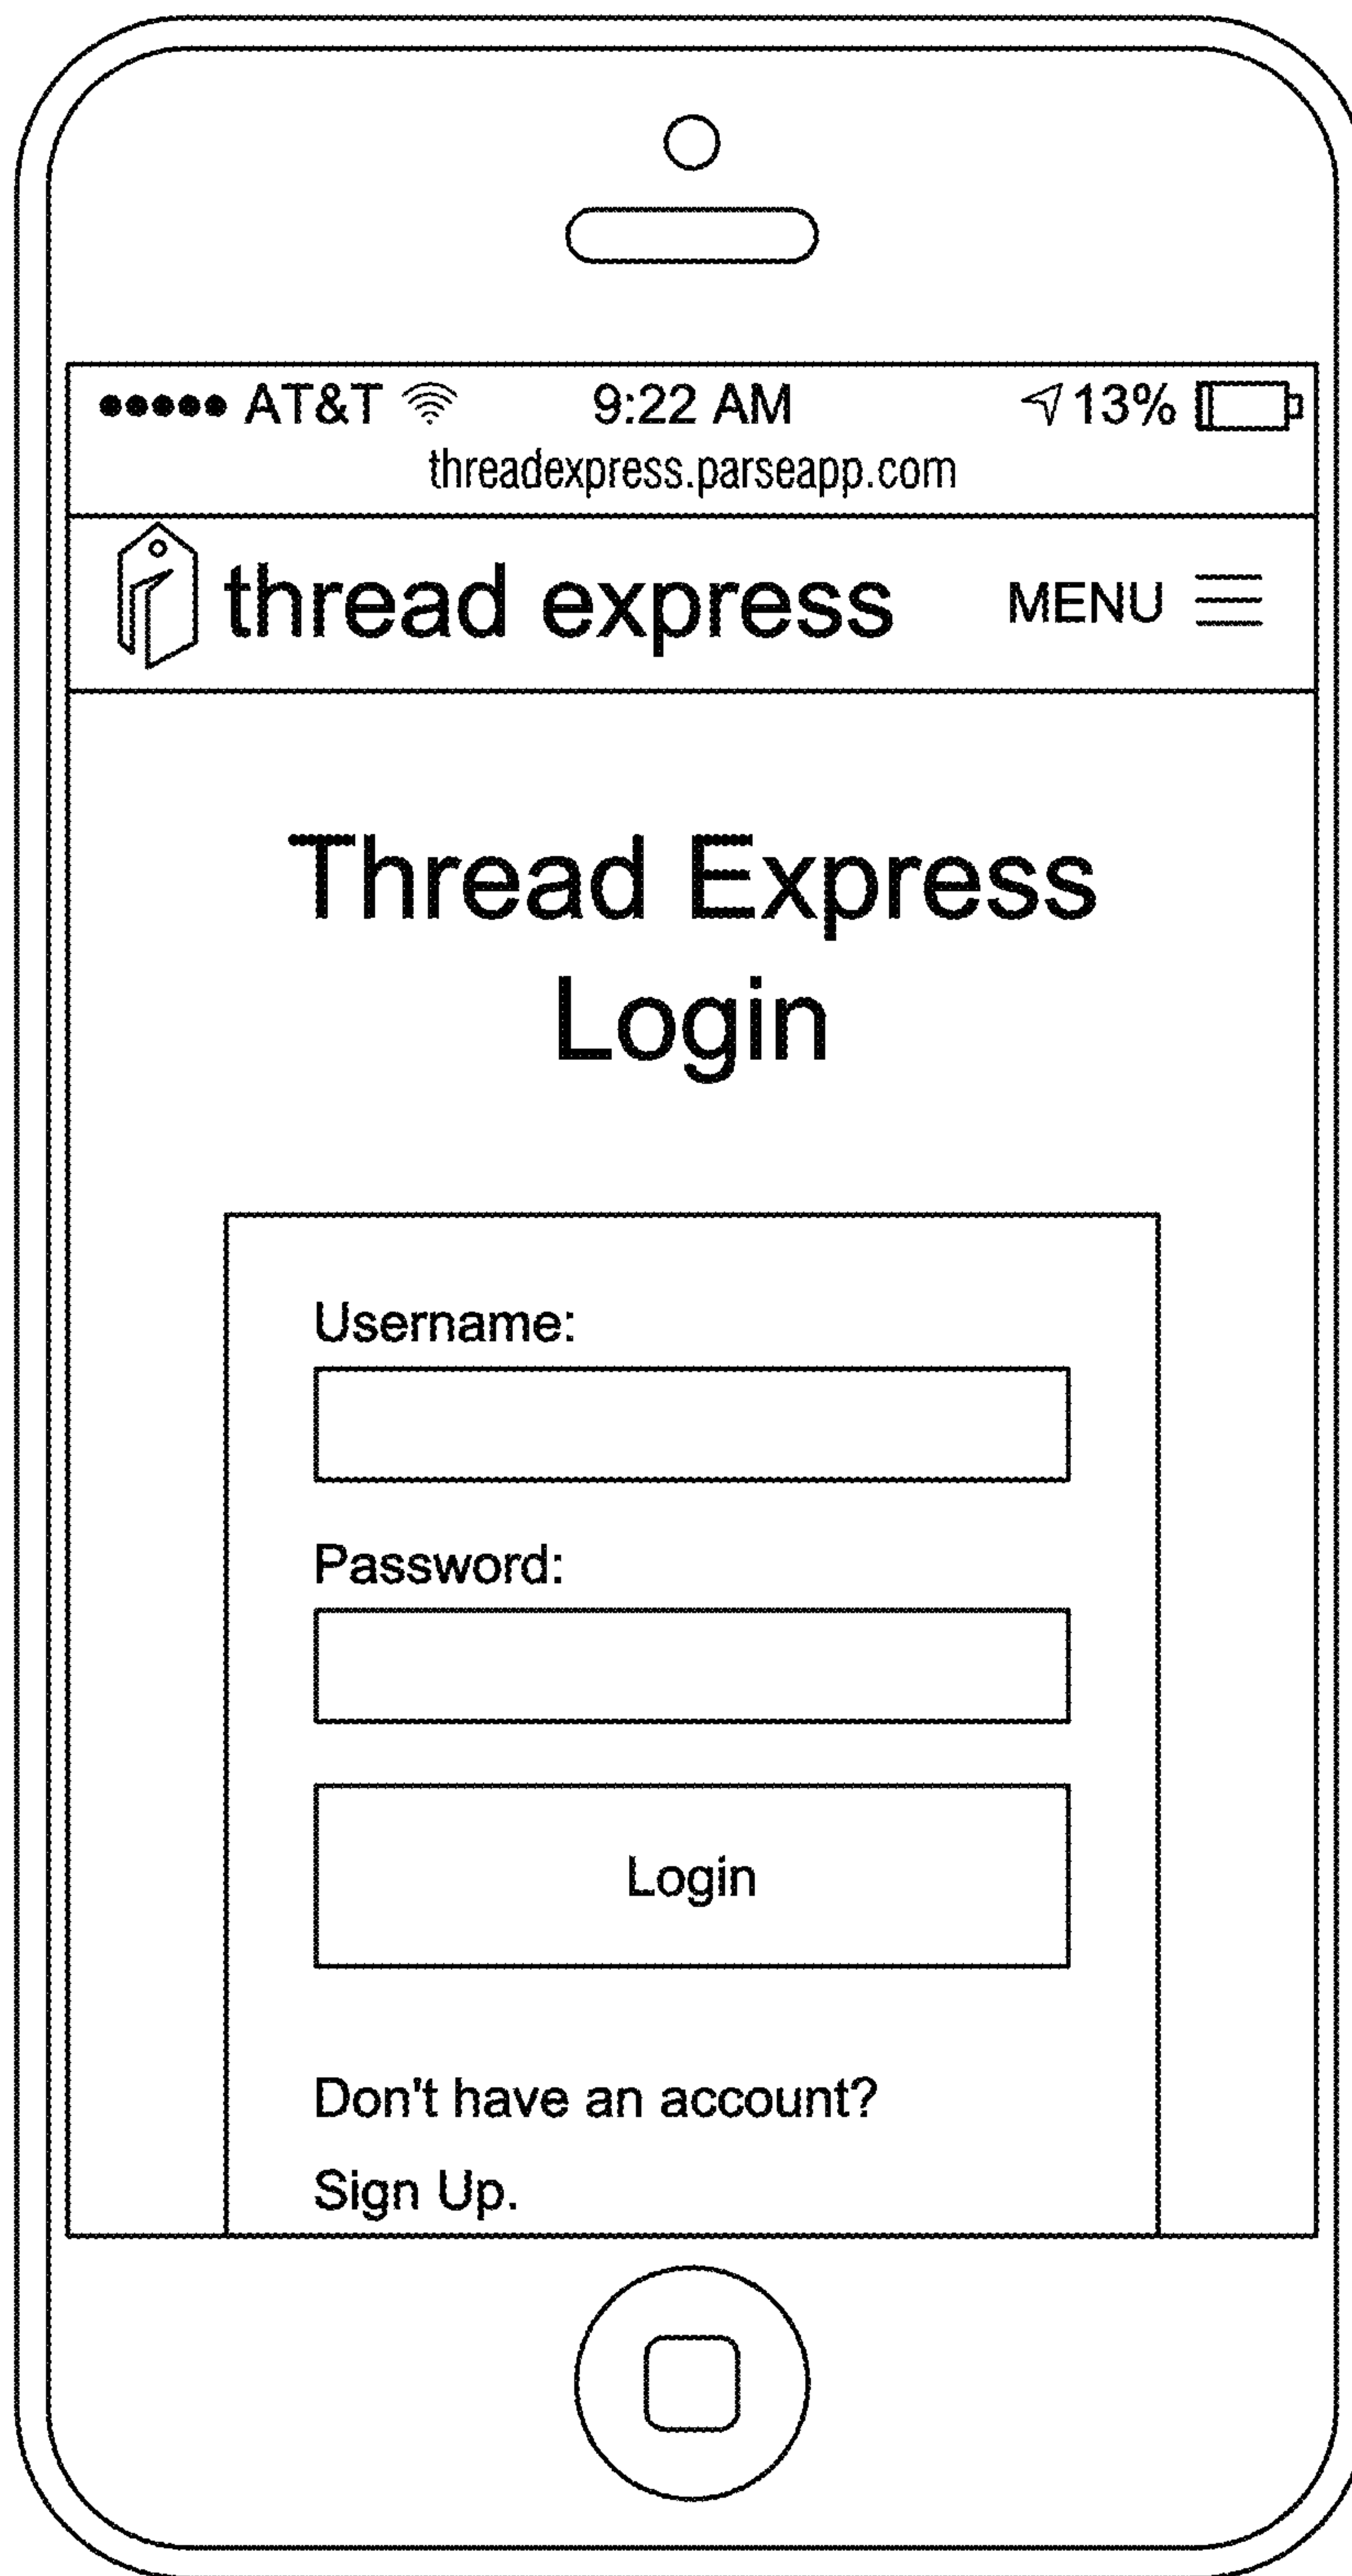 AT&T 9:22 AM 13%
threadexpress.parseapp.com
thread express MENU
Thread Express
Login
Username:
Password:
Login
Don't have an account?
Sign Up.